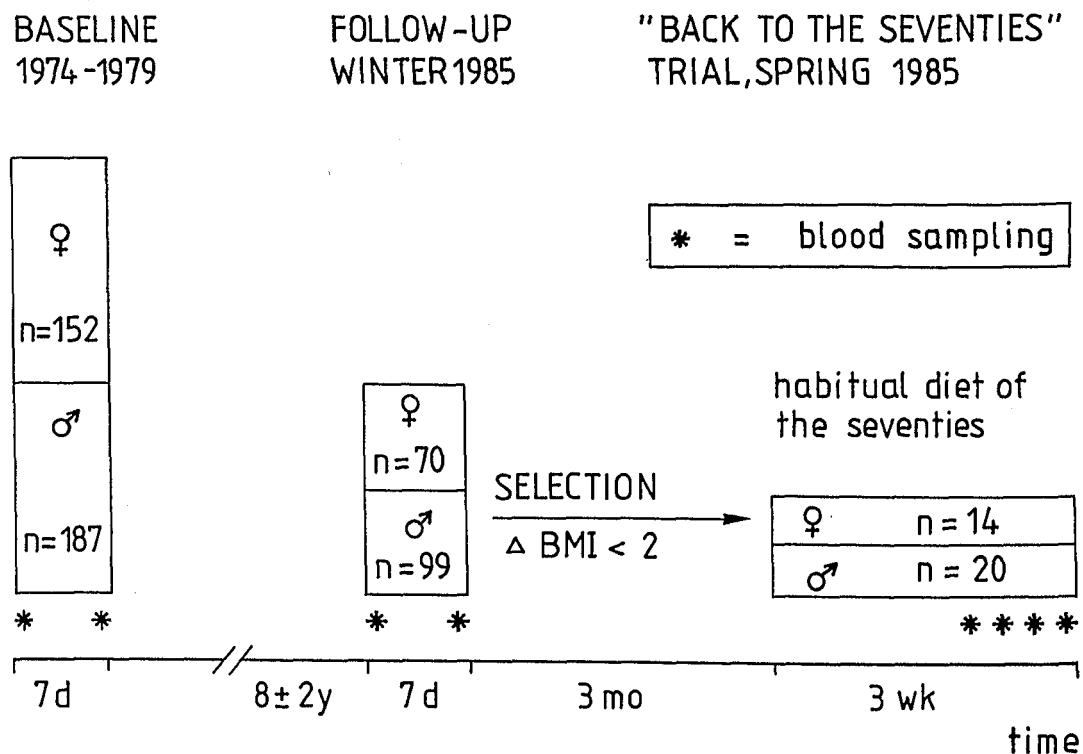 BASELINE
1974-1979
FOLLOW-UP
WINTER 1985
"BACK TO THE SEVENTIES"
TRIAL, SPRING 1985
* = blood sampling
♀
n=152
♂
n=187
* *
♀
n=70
♂
n=99
* *
SELECTION
△ BMI < 2
habitual diet of
the seventies
♀ n=14
♂ n = 20
* * * *
7d 8±2y 7d 3 mo 3 wk
time